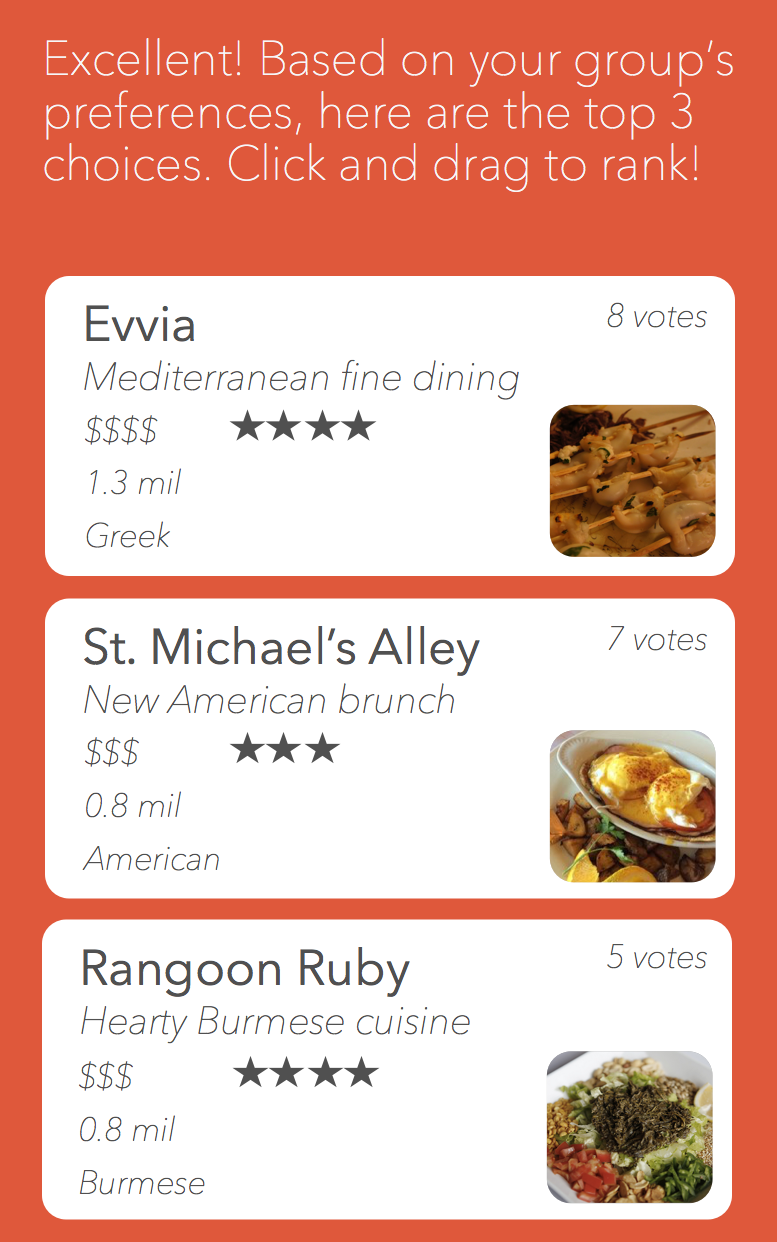 Excellent! Based on your group’s
preferences, here are the top 3
choices. Click and drag to rank!
Evvia
8 votes
Mediterranean fine dining
$$$$ ★★★★
1.3 mil
Greek
St. Michael’s Alley
7 votes
New American brunch
$$$ ★★★
0.8 mil
American
Rangoon Ruby
5 votes
Hearty Burmese cuisine
$$$ ★★★★
0.8 mil
Burmese